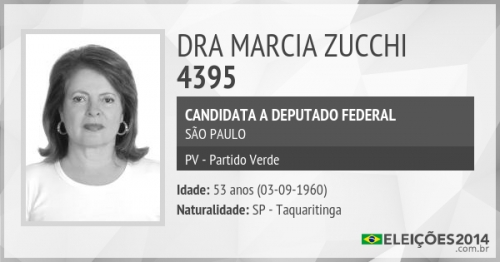 DRA MARCIA ZUCCHI
4395
CANDIDATA A DEPUTADO FEDERAL
SÃO PAULO
PV - Partido Verde
Idade: 53 anos (03-09-1960)
Naturalidade: SP - Taquaritinga
ELEIÇÕES2014
.com.br